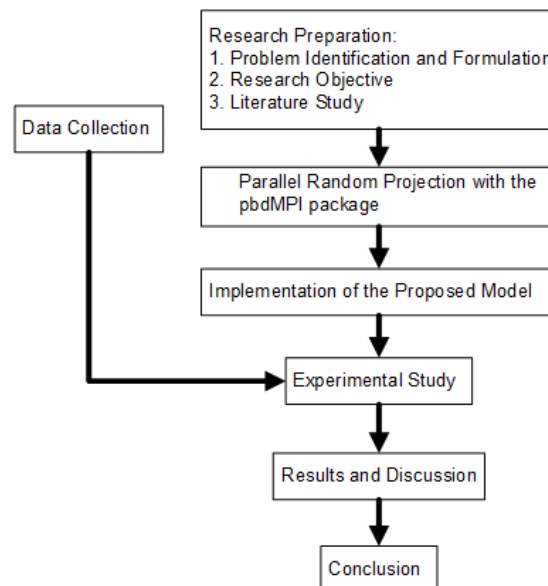 Research Preparation:
1. Problem Identification and Formulation
2. Research Objective
3. Literature Study
Data Collection
Parallel Random Projection with the
pbdMPI package
Implementation of the Proposed Model
Experimental Study
Results and Discussion
Conclusion